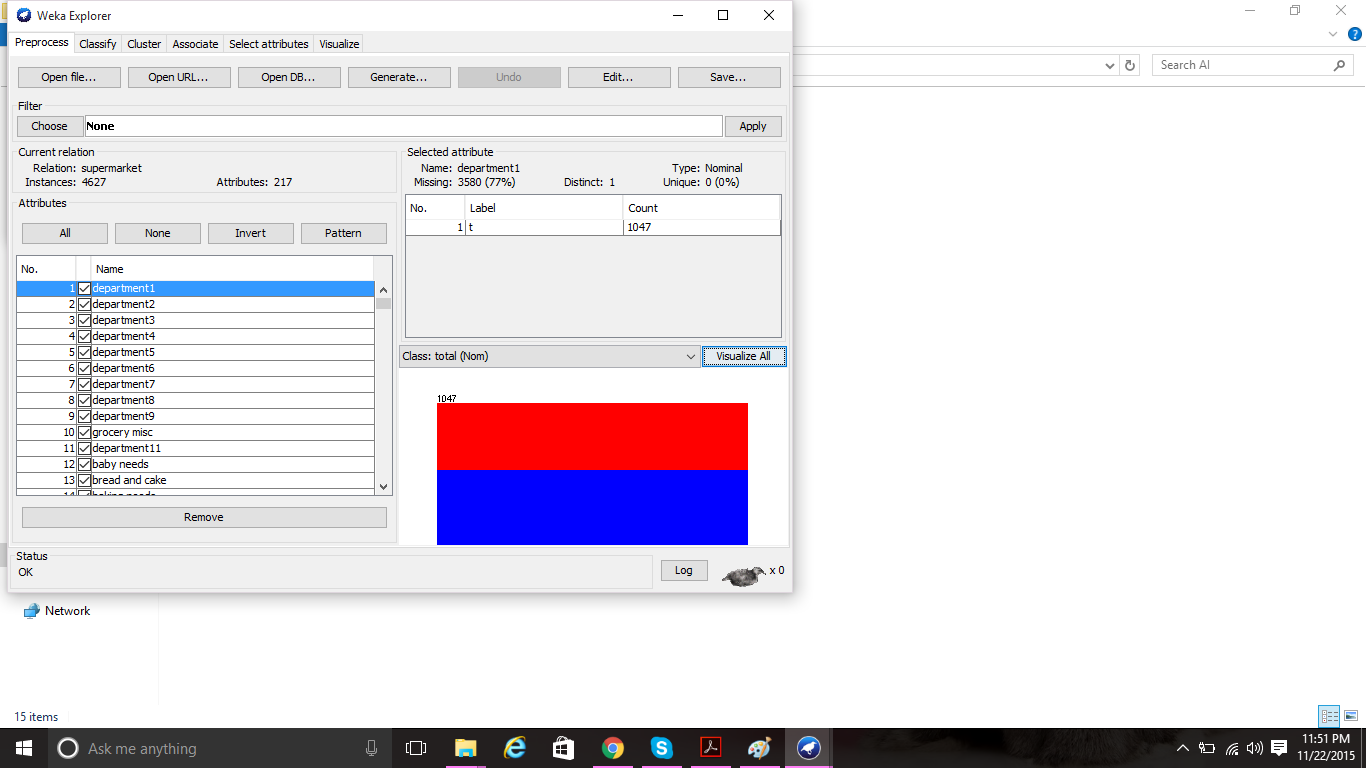 Weka Explorer
Preprocess Classify Cluster Associate Select attributes Visualize
Open file... Open URL... Open DB... Generate... Undo Edit... Save...
Search AI
Filter
Choose None Apply
Current relation
Relation: supermarket
Instances: 4627 Attributes: 217
Selected attribute
Name: department1 Type: Nominal
Missing: 3580 (77%) Distinct: 1 Unique: 0 (0%)
No. Label Count
1 t 1047
Attributes
All None Invert Pattern
No. Name
1 department1
2 department2
3 department3
4 department4
5 department5
6 department6
7 department7
8 department8
9 department9
10 grocery misc
11 department11
12 baby needs
13 bread and cake
14 baking needs
Remove
Class: total (Nom) Visualize All
1047
Status
OK
Log x 0
Network
15 items
Ask me anything
11:51 PM
11/22/2015